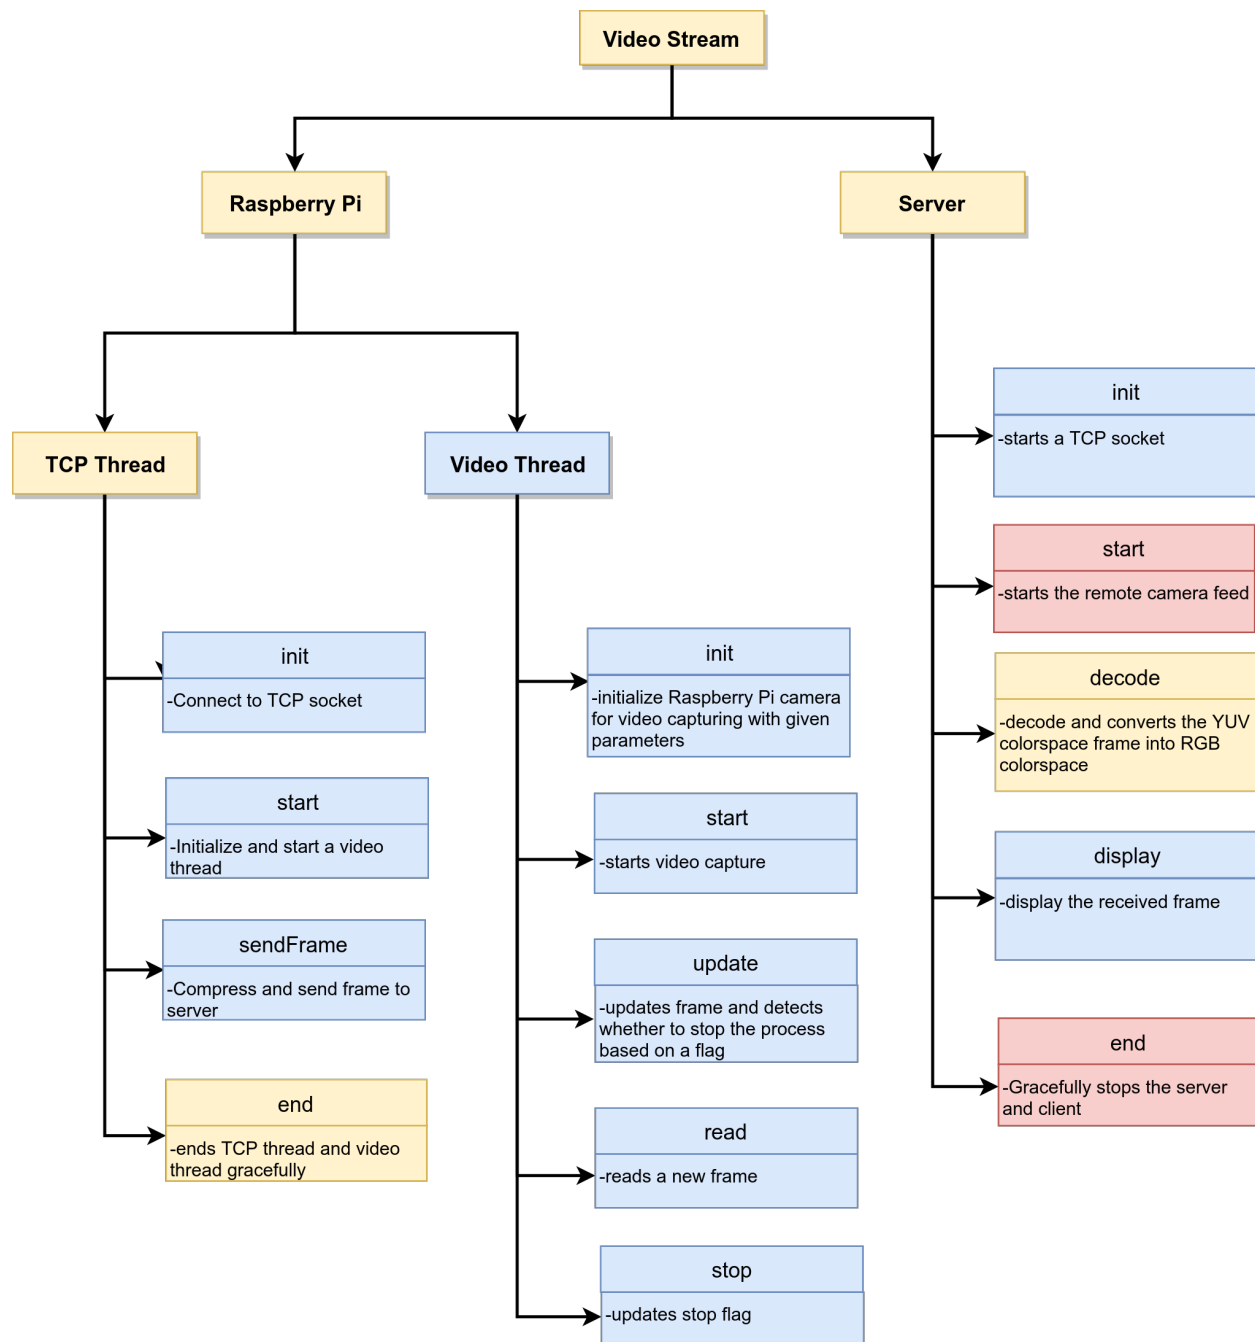 Video Stream
Raspberry Pi
Server
TCP Thread
Video Thread
init
-Connect to TCP socket
start
-Initialize and start a video
thread
sendFrame
-Compress and send frame to
server
end
-ends TCP thread and video
thread gracefully
init
-initialize Raspberry Pi camera
for video capturing with given
parameters
start
-starts video capture
update
-updates frame and detects
whether to stop the process
based on a flag
read
-reads a new frame
stop
-updates stop flag
init
-starts a TCP socket
start
-starts the remote camera feed
decode
-decode and converts the YUV
colorspace frame into RGB
colorspace
display
-display the received frame
end
-Gracefully stops the server
and client